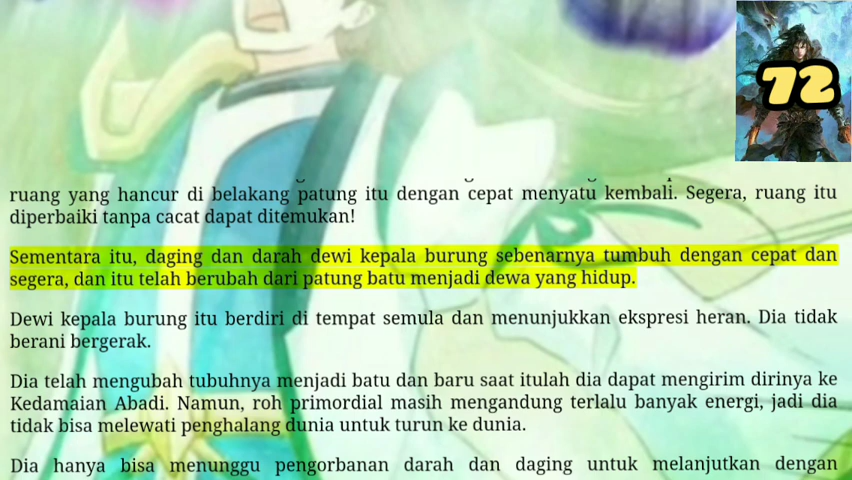 72
ruang yang hancur di belakang patung itu dengan cepat menyatu kembali. Segera, ruang itu
diperbaiki tanpa cacat dapat ditemukan!
Sementara itu, daging dan darah dewi kepala burung sebenarnya tumbuh dengan cepat dan
segera, dan itu telah berubah dari patung batu menjadi dewa yang hidup.
Dewi kepala burung itu berdiri di tempat semula dan menunjukkan ekspresi heran. Dia tidak
berani bergerak.
Dia telah mengubah tubuhnya menjadi batu dan baru saat itulah dia dapat mengirim dirinya ke
Kedamaian Abadi. Namun, roh primordial masih mengandung terlalu banyak energi, jadi dia
tidak bisa melewati penghalang dunia untuk turun ke dunia.
Dia hanya bisa menunggu pengorbanan darah dan daging untuk melanjutkan dengan